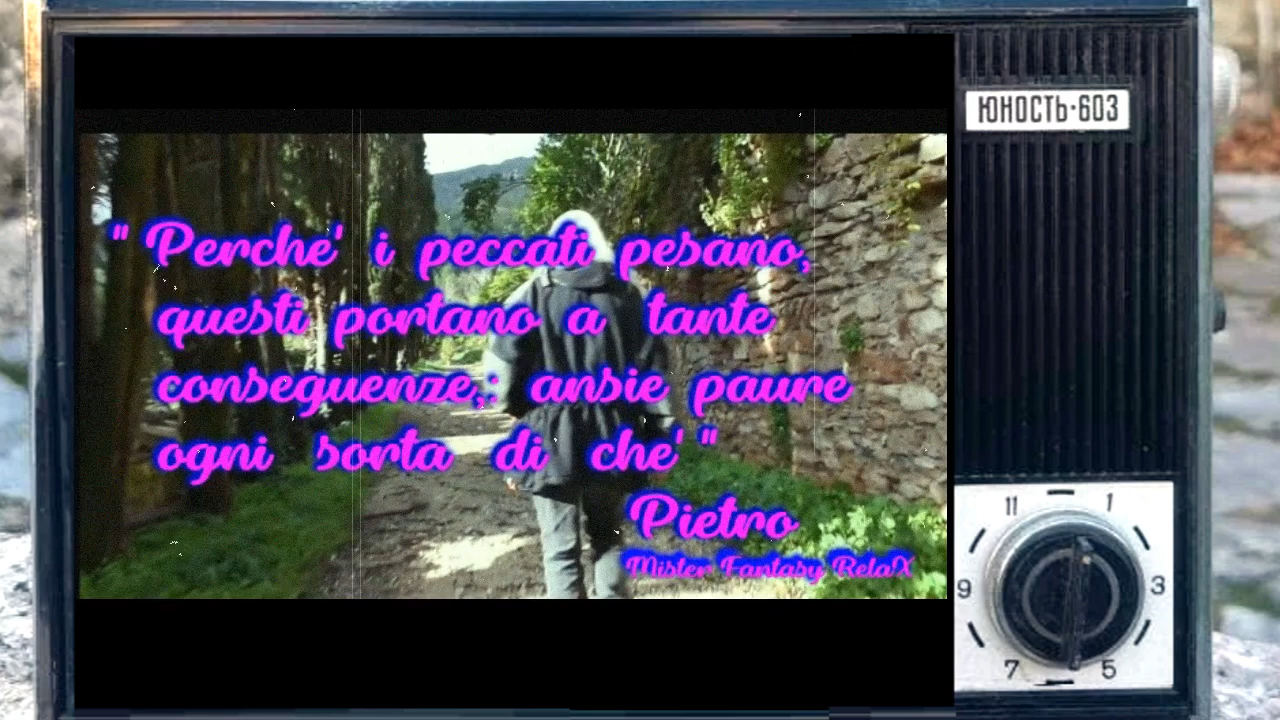 " Perche' i peccati pesano,
questi portano a tante
conseguenze,: ansie paure
ogni sorta di che' "
Pietro
Mister Fantasy RelaX
ЮНОСТЬ·603
11
1
9
3
7
5